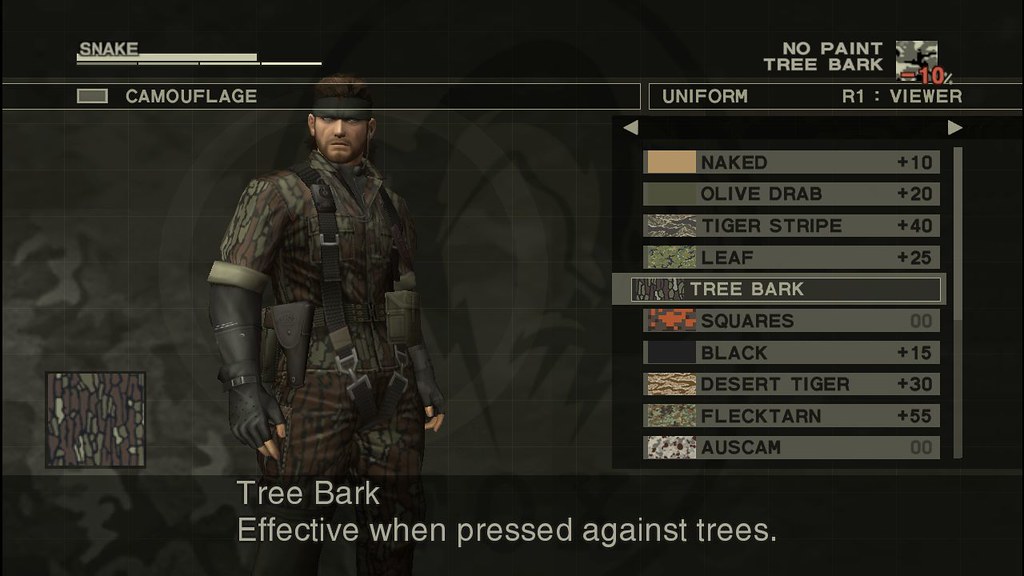 SNAKE
NO PAINT
TREE BARK
-10%
CAMOUFLAGE
UNIFORM
R1 : VIEWER
NAKED +10
OLIVE DRAB +20
TIGER STRIPE +40
LEAF +25
TREE BARK
SQUARES 00
BLACK +15
DESERT TIGER +30
FLECKTARN +55
AUSCAM 00
Tree Bark
Effective when pressed against trees.